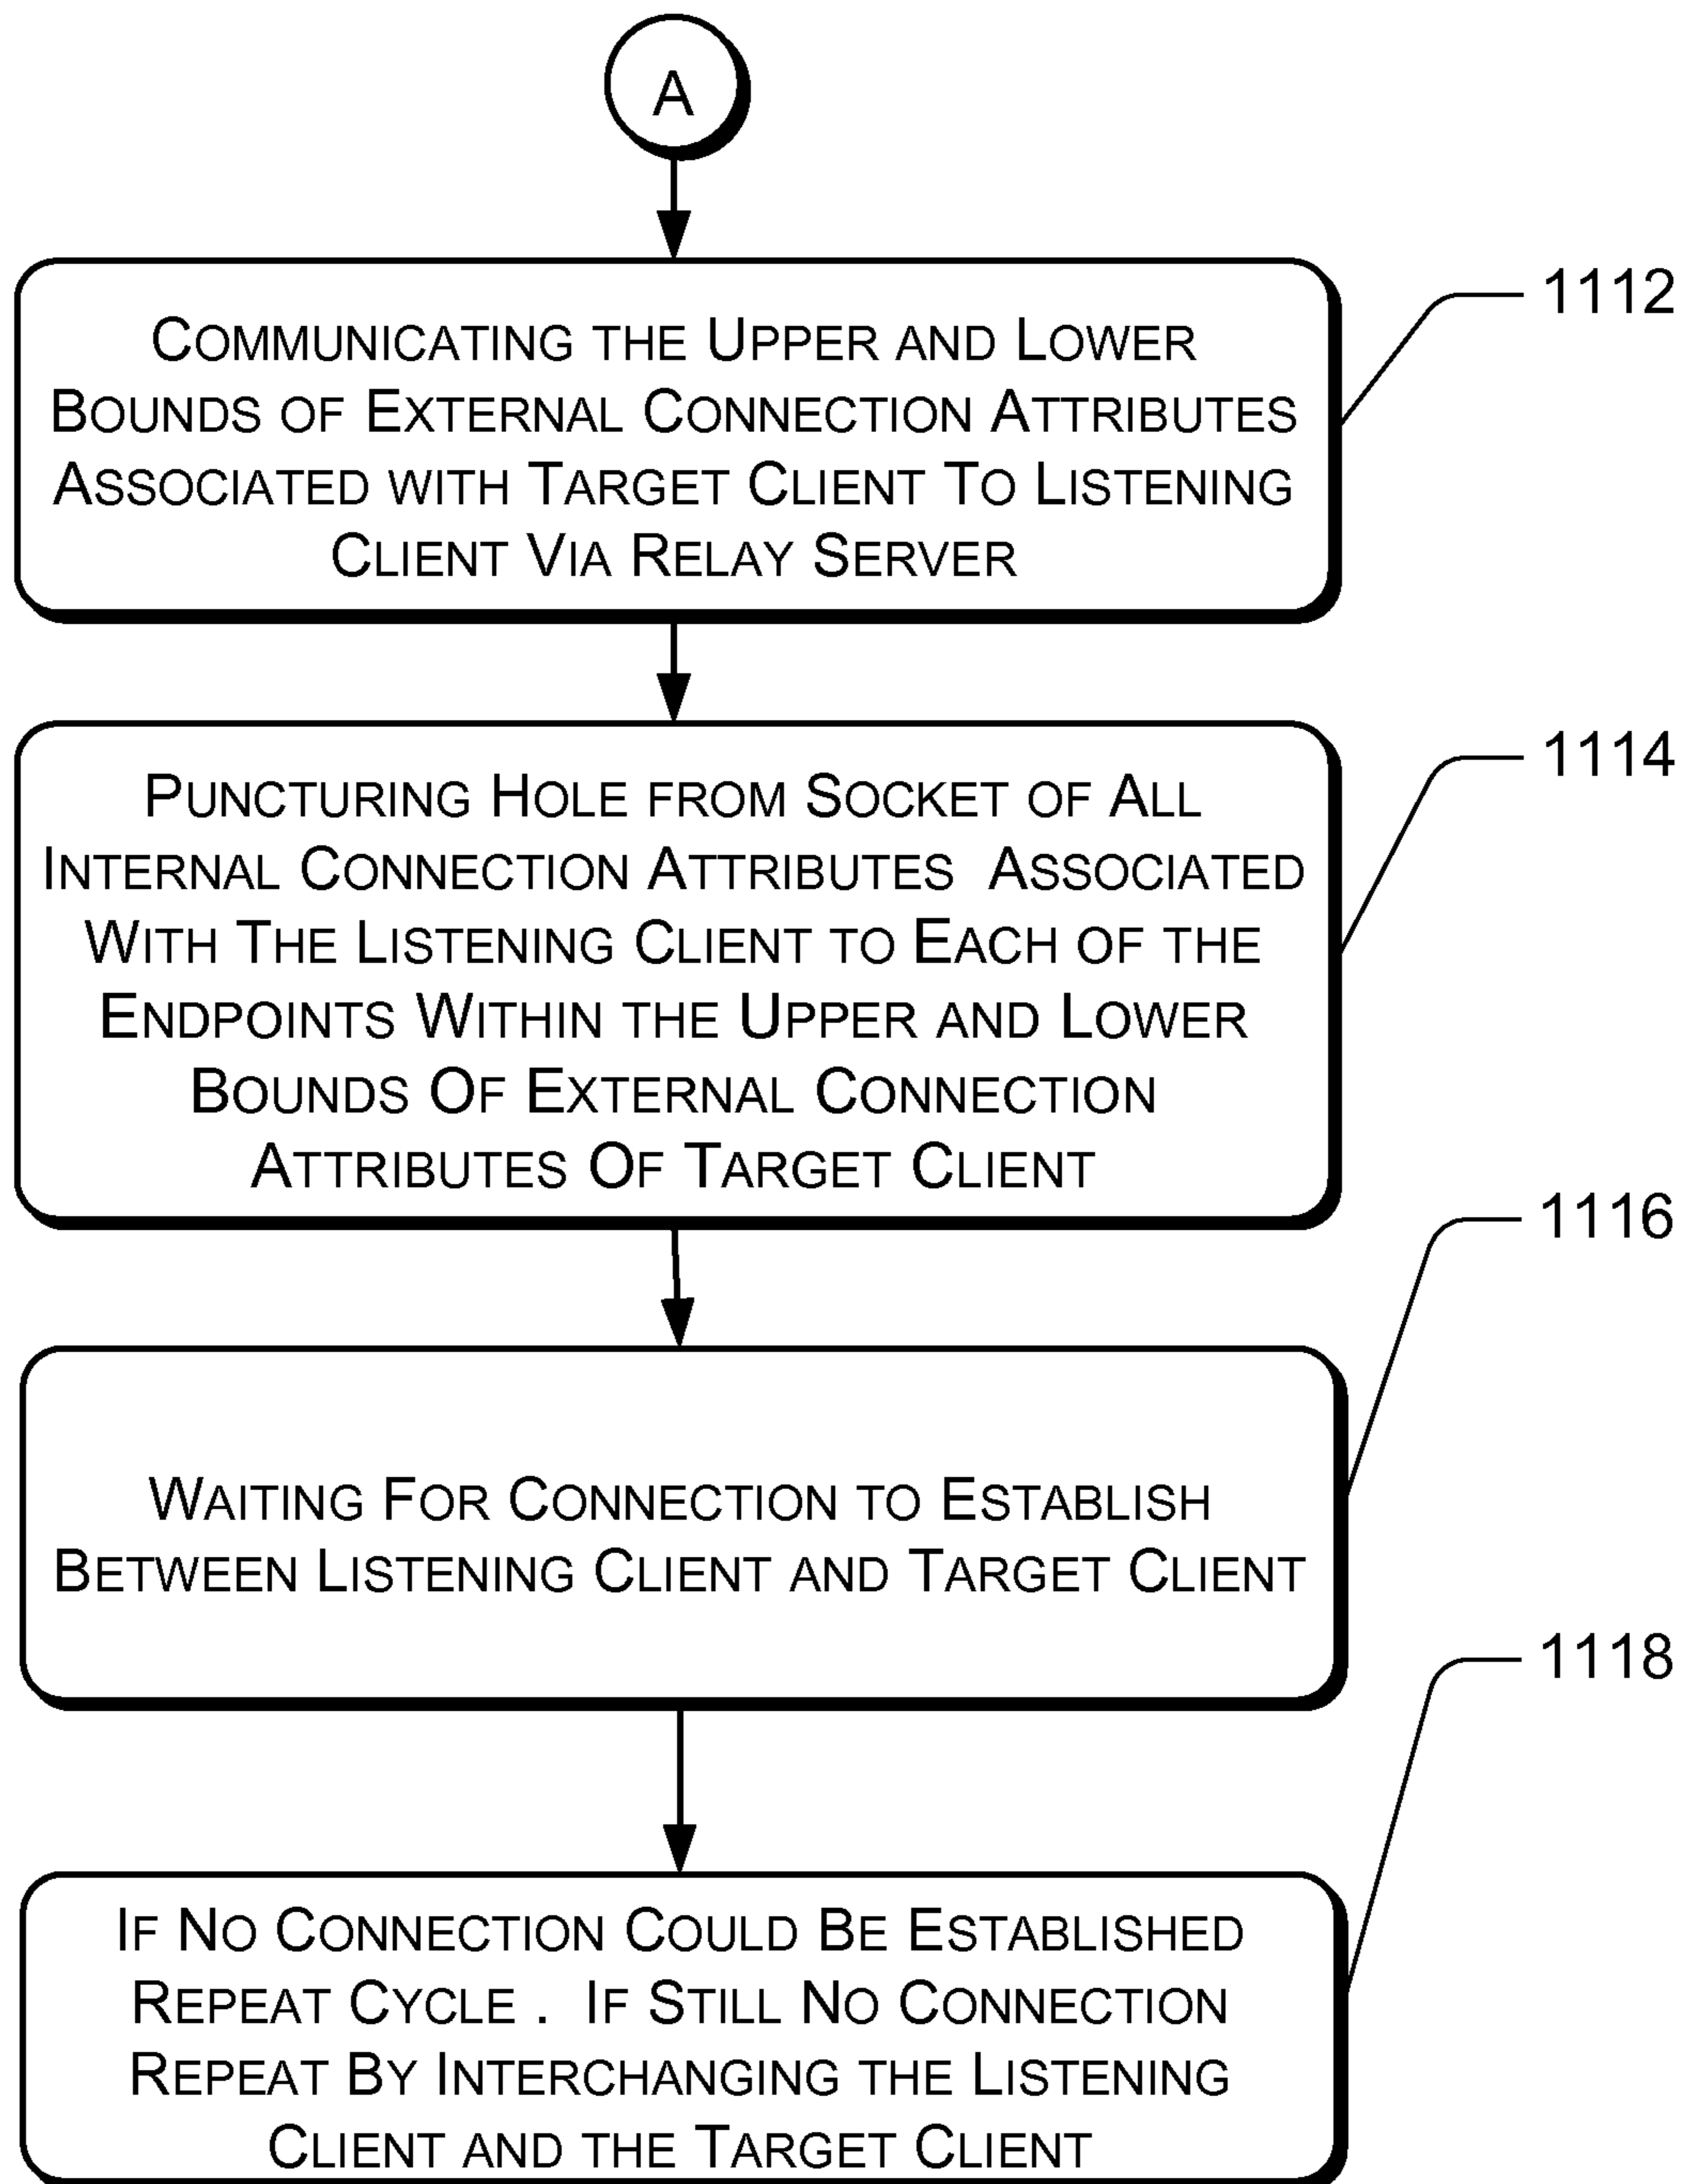 A
1112
COMMUNICATING THE UPPER AND LOWER
BOUNDS OF EXTERNAL CONNECTION ATTRIBUTES
ASSOCIATED WITH TARGET CLIENT TO LISTENING
CLIENT VIA RELAY SERVER
1114
PUNCTURING HOLE FROM SOCKET OF ALL
INTERNAL CONNECTION ATTRIBUTES ASSOCIATED
WITH THE LISTENING CLIENT TO EACH OF THE
ENDPOINTS WITHIN THE UPPER AND LOWER
BOUNDS OF EXTERNAL CONNECTION
ATTRIBUTES OF TARGET CLIENT
1116
WAITING FOR CONNECTION TO ESTABLISH
BETWEEN LISTENING CLIENT AND TARGET CLIENT
1118
IF NO CONNECTION COULD BE ESTABLISHED
REPEAT CYCLE . IF STILL NO CONNECTION
REPEAT BY INTERCHANGING THE LISTENING
CLIENT AND THE TARGET CLIENT